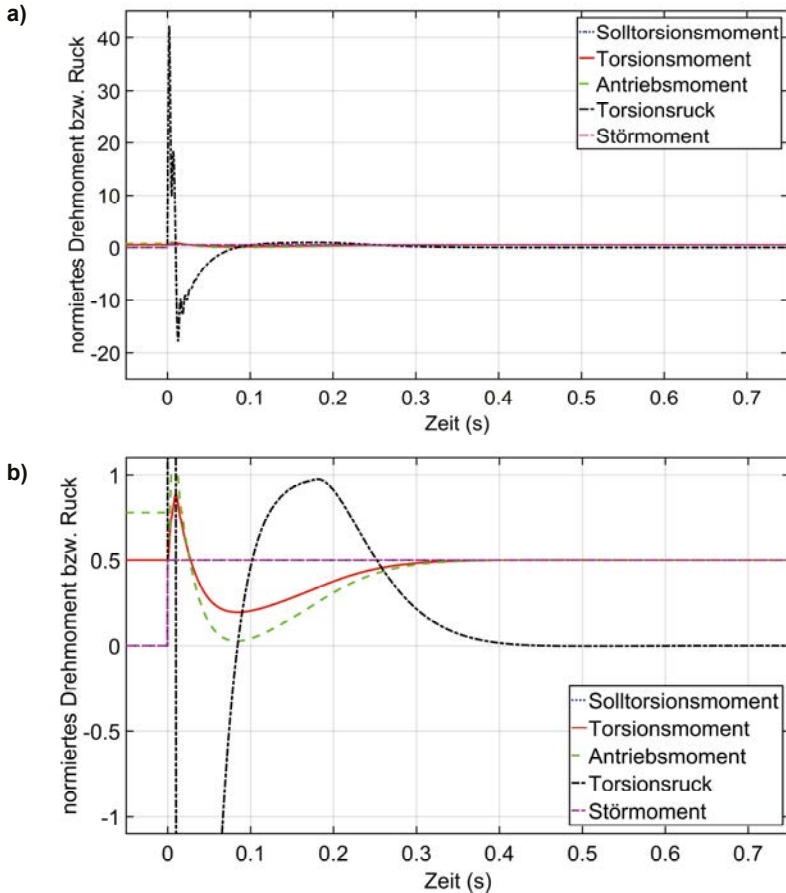 a)
normiertes Drehmoment bzw. Ruck
40
30
20
10
0
-10
-20
0
0.1
0.2
0.3
0.4
0.5
0.6
0.7
Zeit (s)
Solltorsionsmoment
Torsionsmoment
Antriebsmoment
Torsionsruck
Störmoment
b)
normiertes Drehmoment bzw. Ruck
1
0.5
0
-0.5
-1
0
0.1
0.2
0.3
0.4
0.5
0.6
0.7
Zeit (s)
Solltorsionsmoment
Torsionsmoment
Antriebsmoment
Torsionsruck
Störmoment